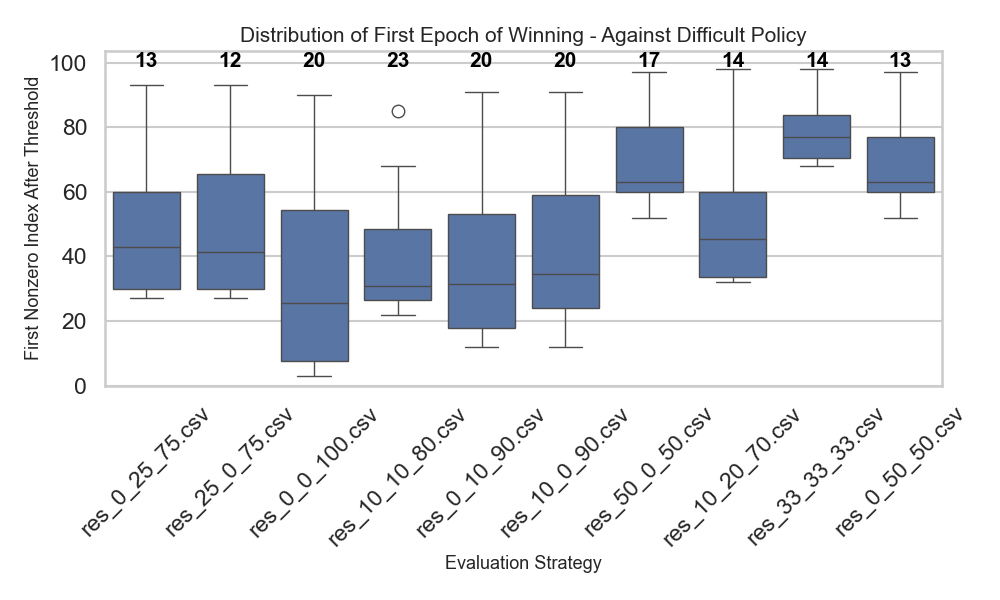 Distribution of First Epoch of Winning - Against Difficult Policy
First Nonzero Index After Threshold
100
80
60
40
20
0
13
12
20
23
20
20
17
14
14
13
res_0_25_75.csv
res_25_0_75.csv
res_0_0_100.csv
res_10_10_80.csv
res_0_10_90.csv
res_10_0_90.csv
res_50_0_50.csv
res_10_20_70.csv
res_33_33_33.csv
res_0_50_50.csv
Evaluation Strategy